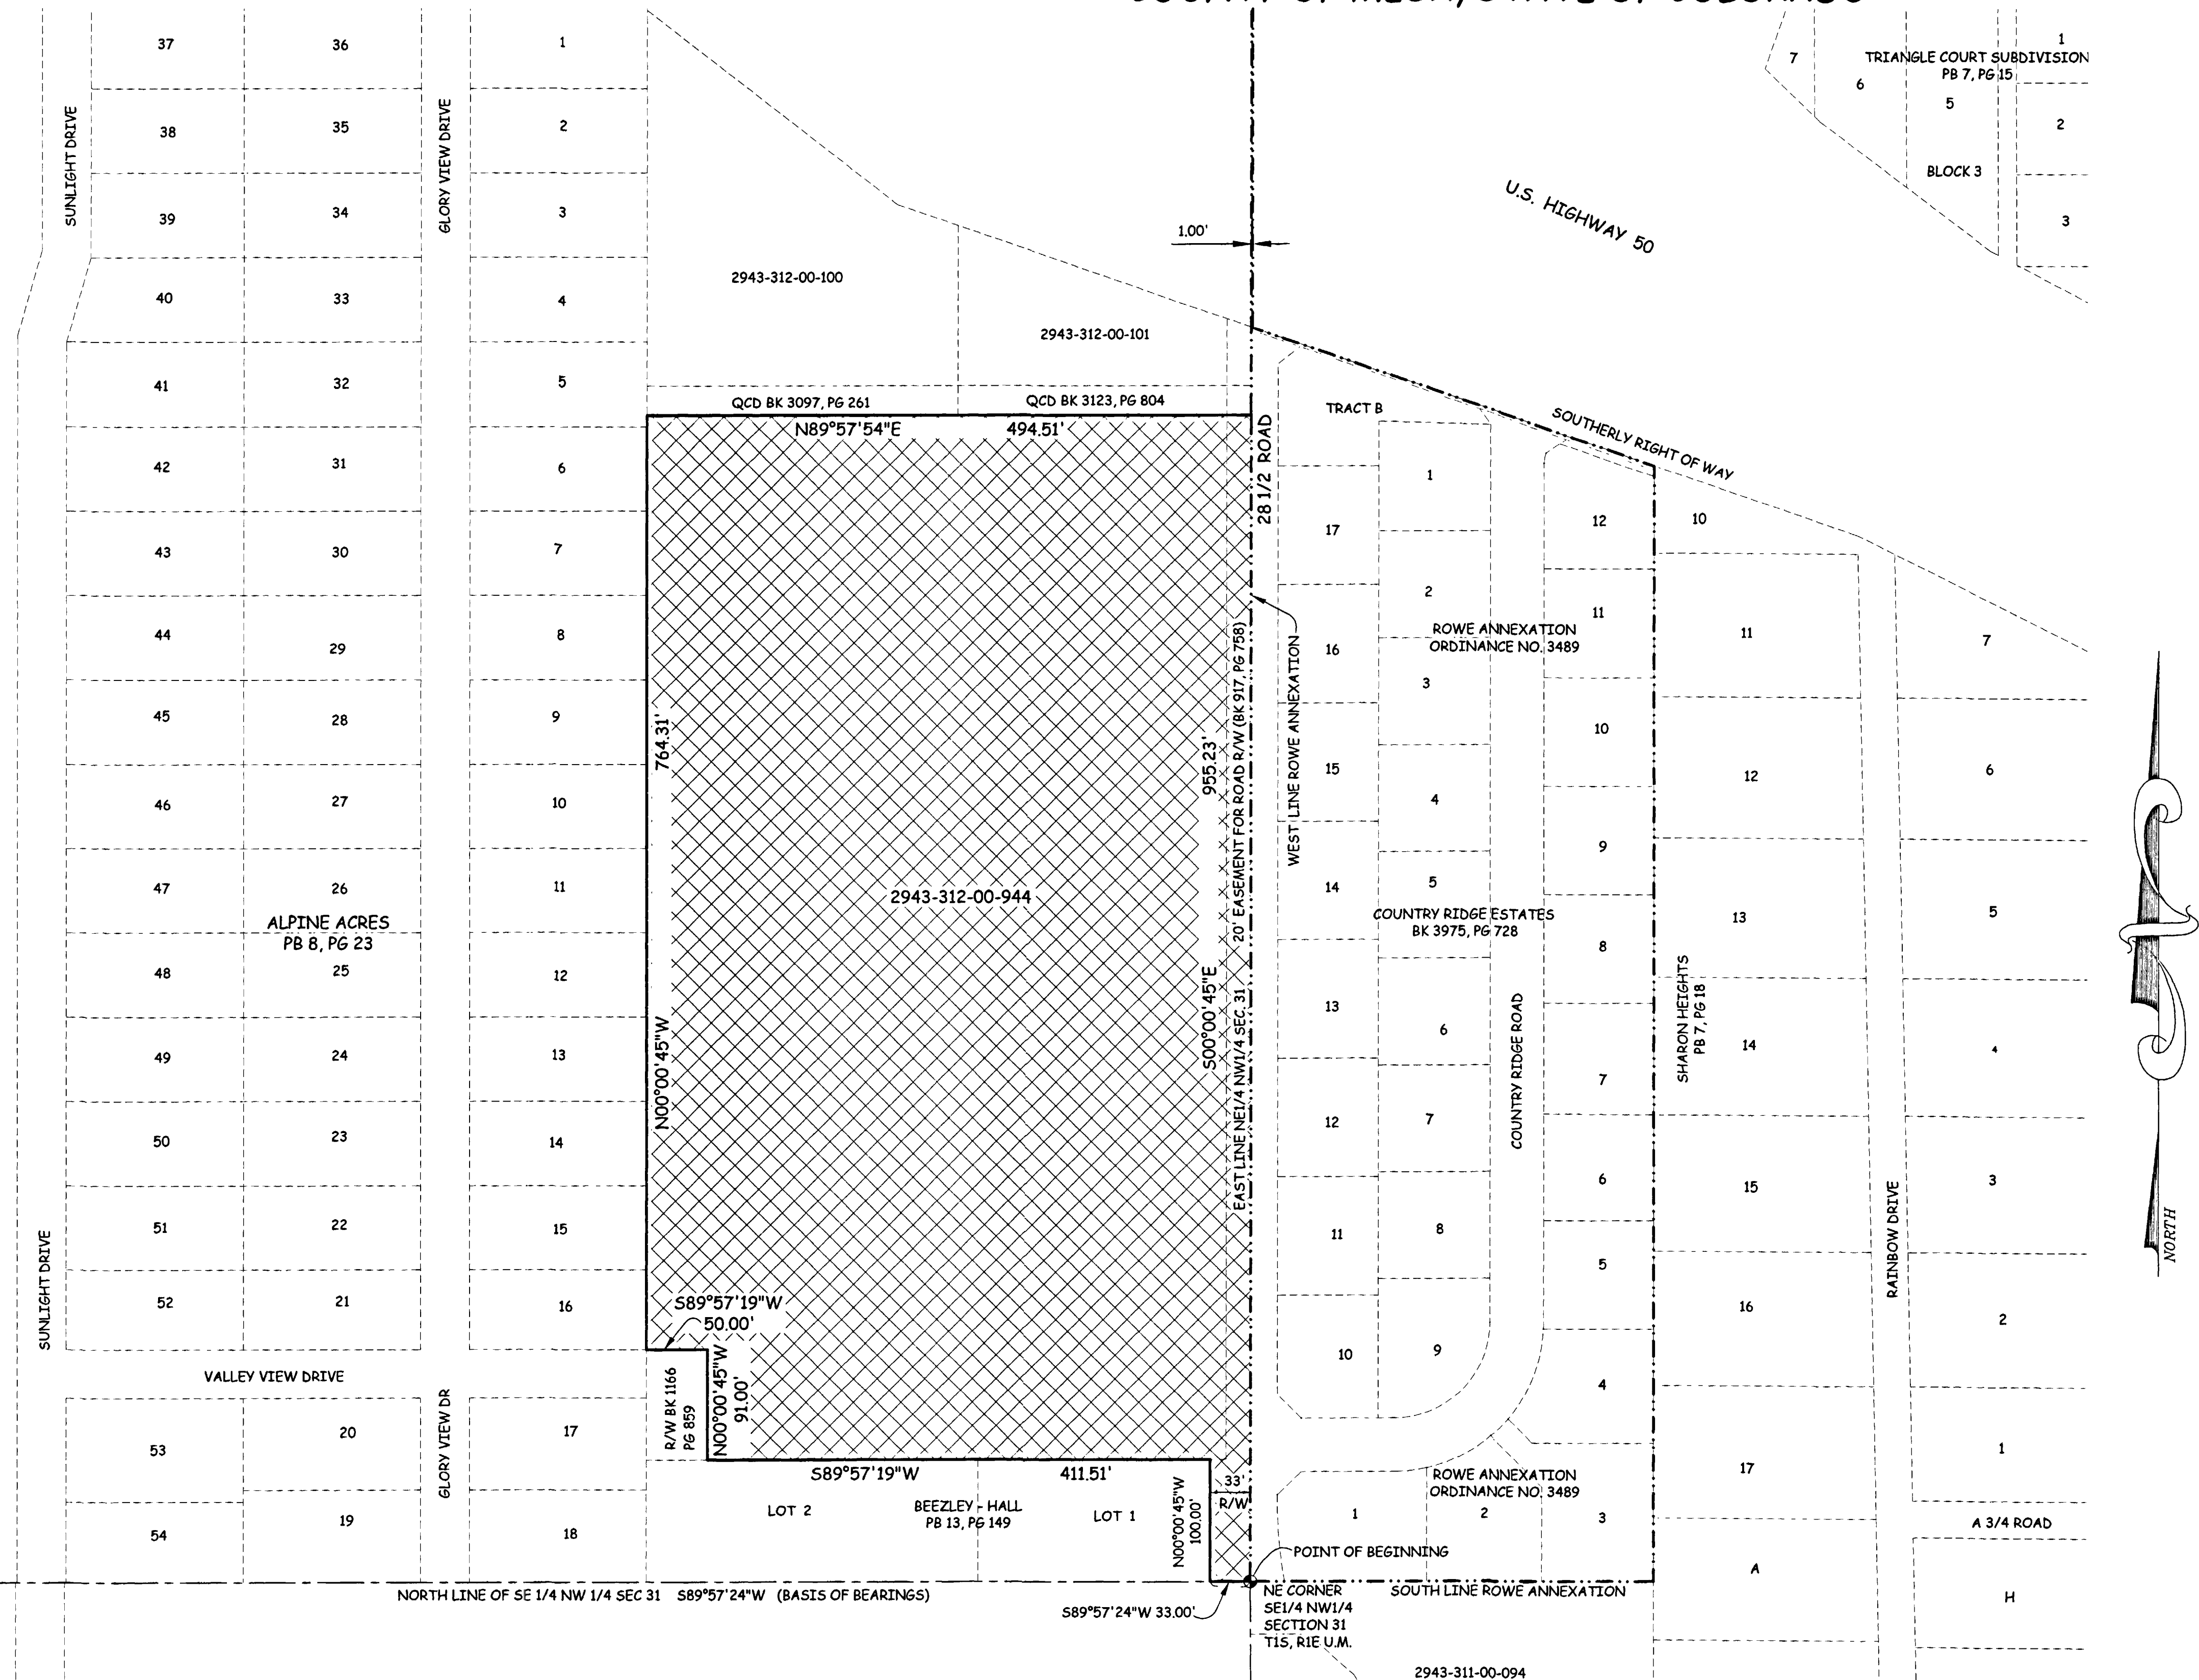 37
36
1
38
35
2
39
34
3
40
33
4
41
32
5
42
31
6
43
30
7
44
29
8
45
28
9
46
27
10
47
26
11
ALPINE ACRES
PB 8, PG 23
48
25
12
49
24
13
50
23
14
51
22
15
52
21
16
SUNLIGHT DRIVE
GLORY VIEW DRIVE
SUNLIGHT DRIVE
VALLEY VIEW DRIVE
GLORY VIEW DR
53
20
17
54
19
18
2943-312-00-100
2943-312-00-101
1.00'
U.S. HIGHWAY 50
7
6
TRIANGLE COURT SUBDIVISION
PB 7, PG 15
5
BLOCK 3
1
2
3
QCD BK 3097, PG 261
QCD BK 3123, PG 804
N89°57'54"E
494.51'
764.31'
N00°00'45"W
2943-312-00-944
955.23'
S00°00'45"E
EAST LINE NE1/4 NW1/4 SEC. 31
20' EASEMENT FOR ROAD R/W (BK 917, PG 758)
28 1/2 ROAD
WEST LINE ROWE ANNEXATION
S89°57'19"W
50.00'
R/W BK 1166
PG 859
N00°00'45"W
91.00'
S89°57'19"W
411.51'
LOT 2
BEEZLEY - HALL
PB 13, PG 149
LOT 1
N00°00'45"W
100.00'
33'
R/W
TRACT B
SOUTHERLY RIGHT OF WAY
1
17
2
16
ROWE ANNEXATION
ORDINANCE NO. 3489
3
15
4
14
5
COUNTRY RIDGE ESTATES
BK 3975, PG 728
13
6
12
7
11
8
10
9
COUNTRY RIDGE ROAD
12
11
10
9
8
7
6
5
4
ROWE ANNEXATION
ORDINANCE NO. 3489
1
2
3
SHARON HEIGHTS
PB 7, PG 18
10
11
12
13
14
15
16
17
A
RAINBOW DRIVE
7
6
5
4
3
2
1
A 3/4 ROAD
H
NORTH
POINT OF BEGINNING
NORTH LINE OF SE 1/4 NW 1/4 SEC 31 S89°57'24"W (BASIS OF BEARINGS)
S89°57'24"W 33.00'
NE CORNER
SE1/4 NW1/4
SECTION 31
T1S, R1E U.M.
SOUTH LINE ROWE ANNEXATION
2943-311-00-094